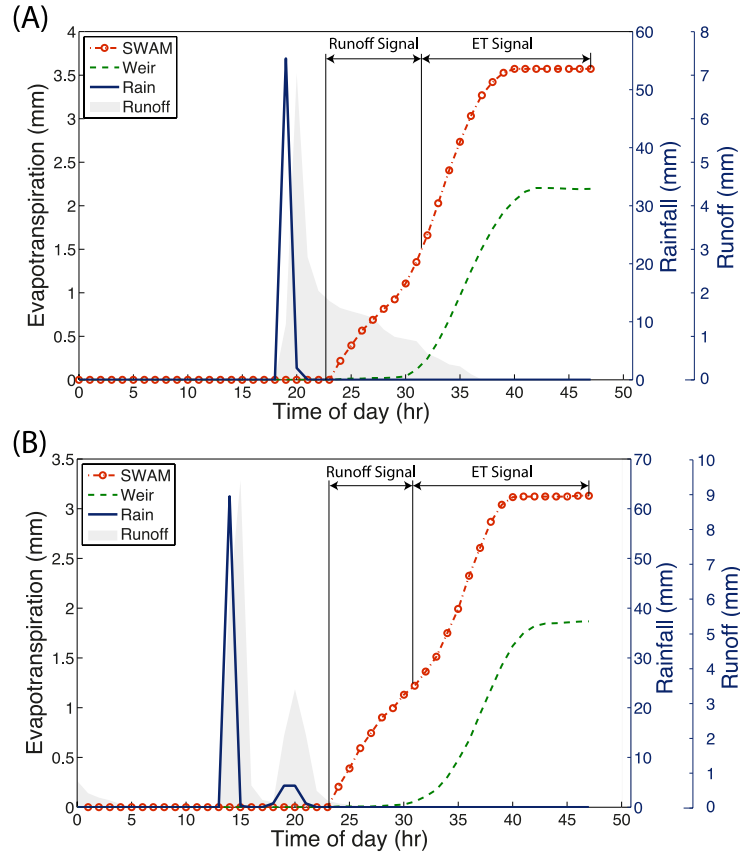 (A)
Runoff Signal
ET Signal
SWAM
Weir
Rain
Runoff
Evapotranspiration (mm)
4
3.5
3
2.5
2
1.5
1
0.5
0
60
50
40
30
20
10
0
Rainfall (mm)
8
7
6
5
4
3
2
1
0
Runoff (mm)
0 5 10 15 20 25 30 35 40 45 50
Time of day (hr)
(B)
Runoff Signal
ET Signal
SWAM
Weir
Rain
Runoff
Evapotranspiration (mm)
3.5
3
2.5
2
1.5
1
0.5
0
70
60
50
40
30
20
10
0
Rainfall (mm)
10
9
8
7
6
5
4
3
2
1
0
Runoff (mm)
0 5 10 15 20 25 30 35 40 45 50
Time of day (hr)